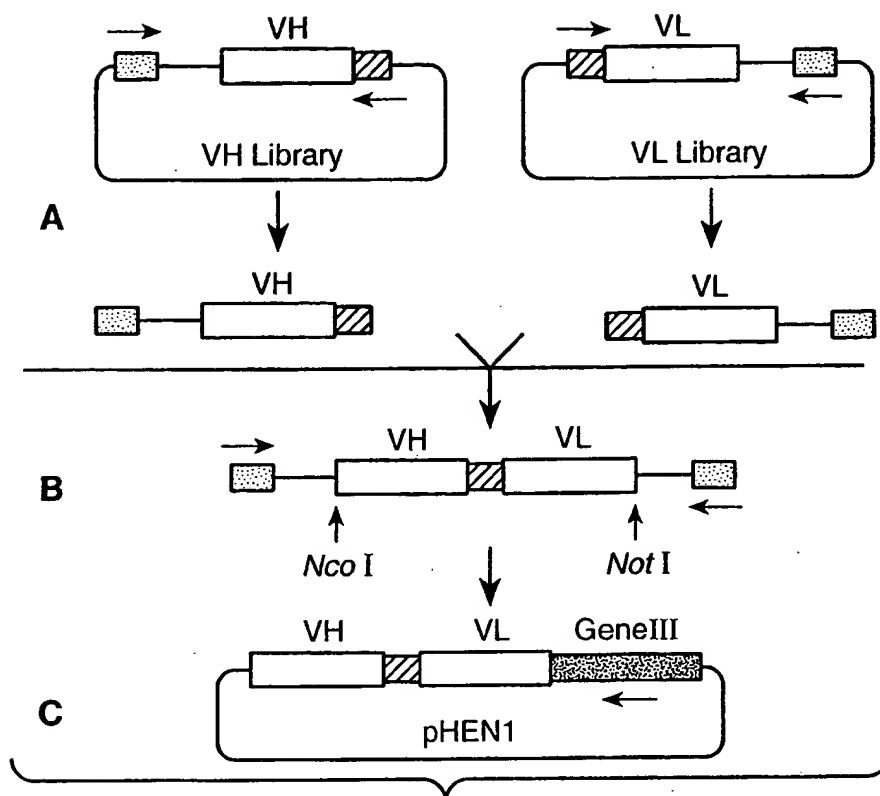 VH
VL
VH Library
VL Library
A
VH
VL
VH
VL
B
Nco I
Not I
VH
VL
GeneIII
C
pHEN1